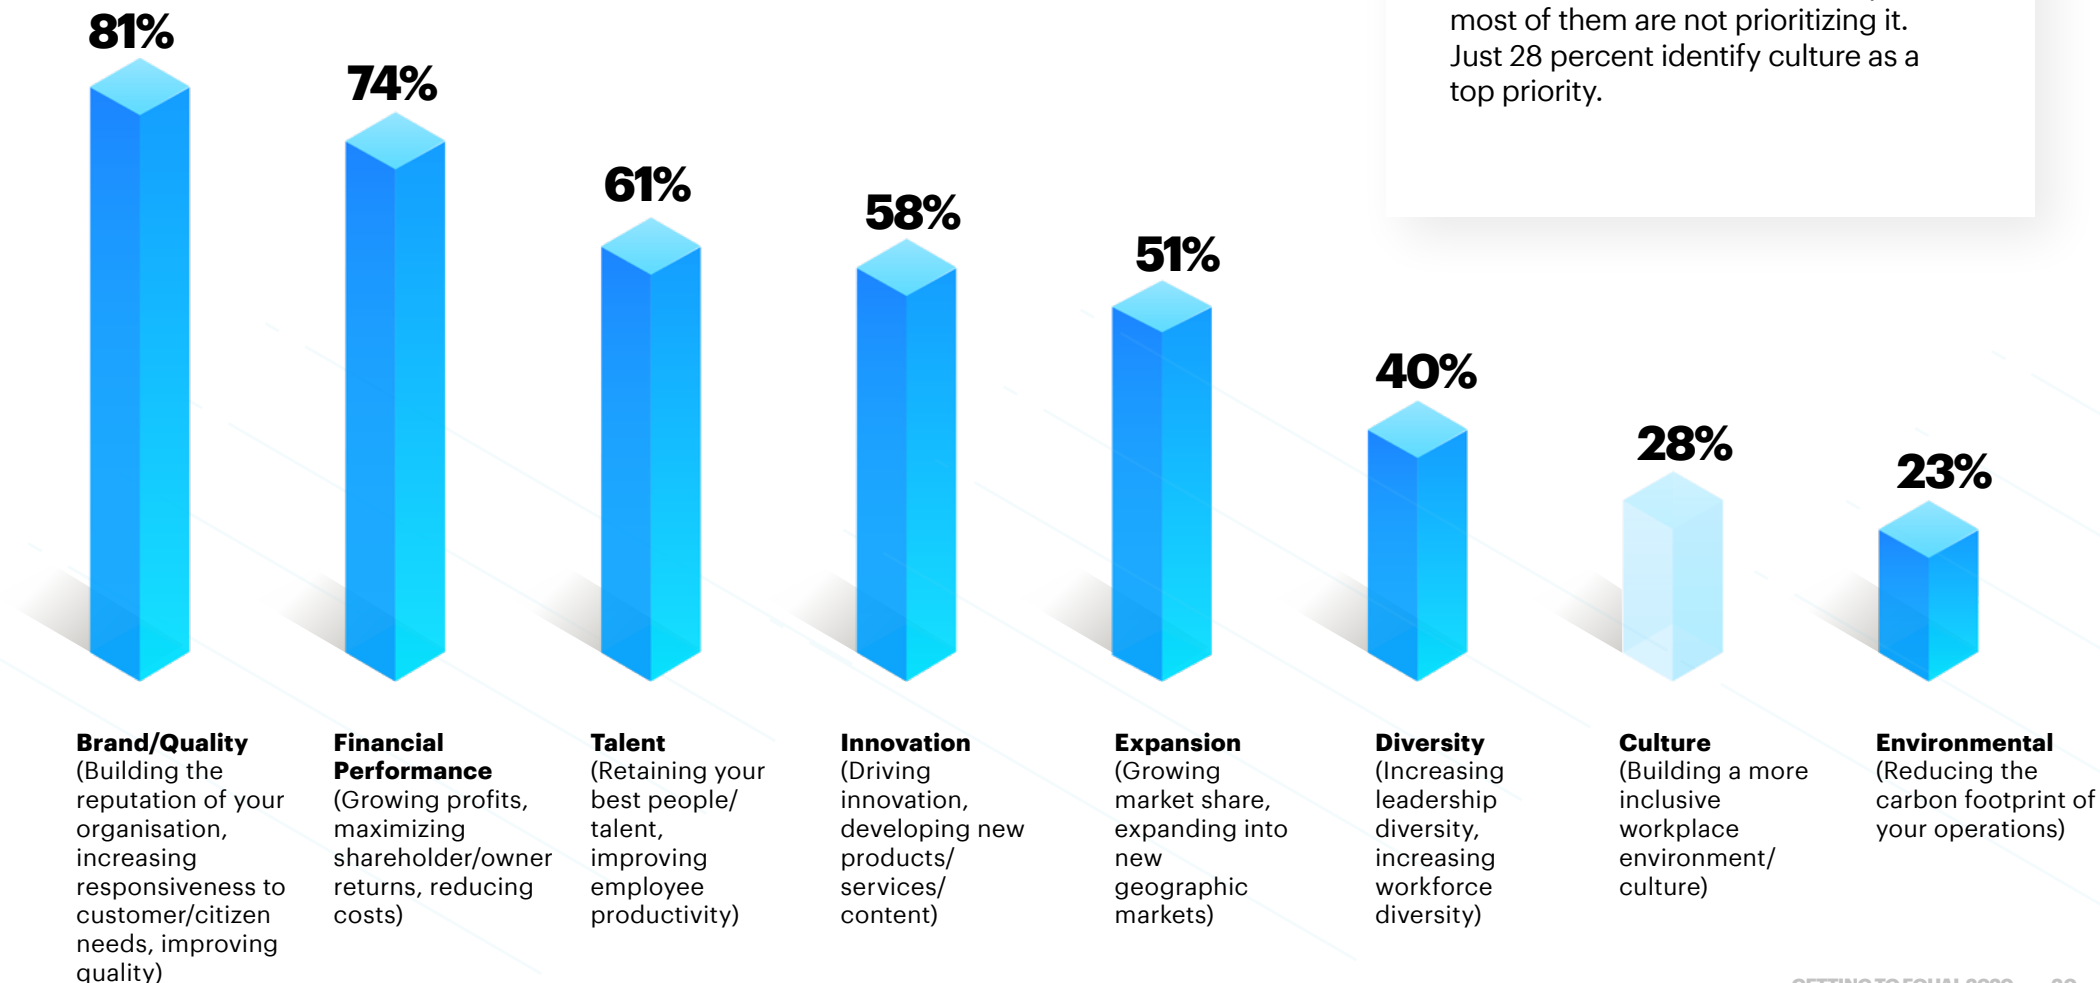 most of them are not prioritizing it.
Just 28 percent identify culture as a
top priority.
81%
74%
61%
58%
51%
40%
28%
23%
Brand/Quality
(Building the
reputation of your
organisation,
increasing
responsiveness to
customer/citizen
needs, improving
quality)
Financial
Performance
(Growing profits,
maximizing
shareholder/owner
returns, reducing
costs)
Talent
(Retaining your
best people/
talent,
improving
employee
productivity)
Innovation
(Driving
innovation,
developing new
products/
services/
content)
Expansion
(Growing
market share,
expanding into
new
geographic
markets)
Diversity
(Increasing
leadership
diversity,
increasing
workforce
diversity)
Culture
(Building a more
inclusive
workplace
environment/
culture)
Environmental
(Reducing the
carbon footprint of
your operations)
GETTING TO EQUAL